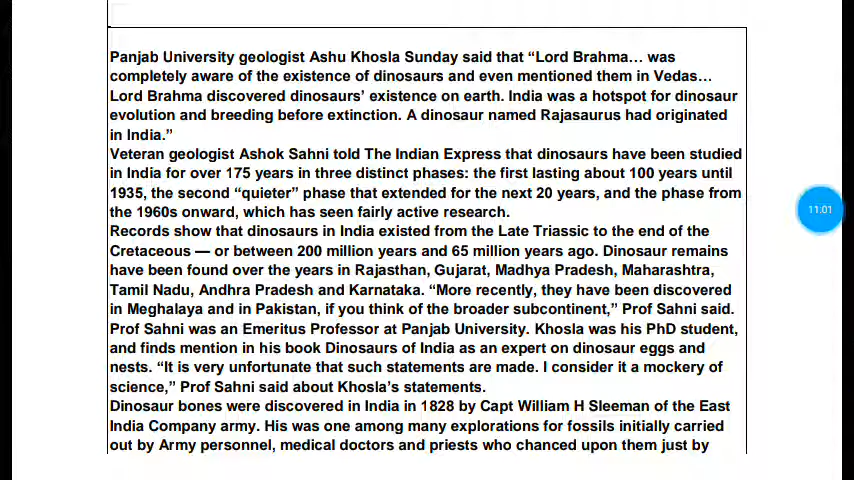 Panjab University geologist Ashu Khosla Sunday said that “Lord Brahma… was
completely aware of the existence of dinosaurs and even mentioned them in Vedas…
Lord Brahma discovered dinosaurs’ existence on earth. India was a hotspot for dinosaur
evolution and breeding before extinction. A dinosaur named Rajasaurus had originated
in India.”
Veteran geologist Ashok Sahni told The Indian Express that dinosaurs have been studied
in India for over 175 years in three distinct phases: the first lasting about 100 years until
1935, the second “quieter” phase that extended for the next 20 years, and the phase from
the 1960s onward, which has seen fairly active research.
Records show that dinosaurs in India existed from the Late Triassic to the end of the
Cretaceous — or between 200 million years and 65 million years ago. Dinosaur remains
have been found over the years in Rajasthan, Gujarat, Madhya Pradesh, Maharashtra,
Tamil Nadu, Andhra Pradesh and Karnataka. “More recently, they have been discovered
in Meghalaya and in Pakistan, if you think of the broader subcontinent,” Prof Sahni said.
Prof Sahni was an Emeritus Professor at Panjab University. Khosla was his PhD student,
and finds mention in his book Dinosaurs of India as an expert on dinosaur eggs and
nests. “It is very unfortunate that such statements are made. I consider it a mockery of
science,” Prof Sahni said about Khosla’s statements.
Dinosaur bones were discovered in India in 1828 by Capt William H Sleeman of the East
India Company army. His was one among many explorations for fossils initially carried
out by Army personnel, medical doctors and priests who chanced upon them just by
11:01